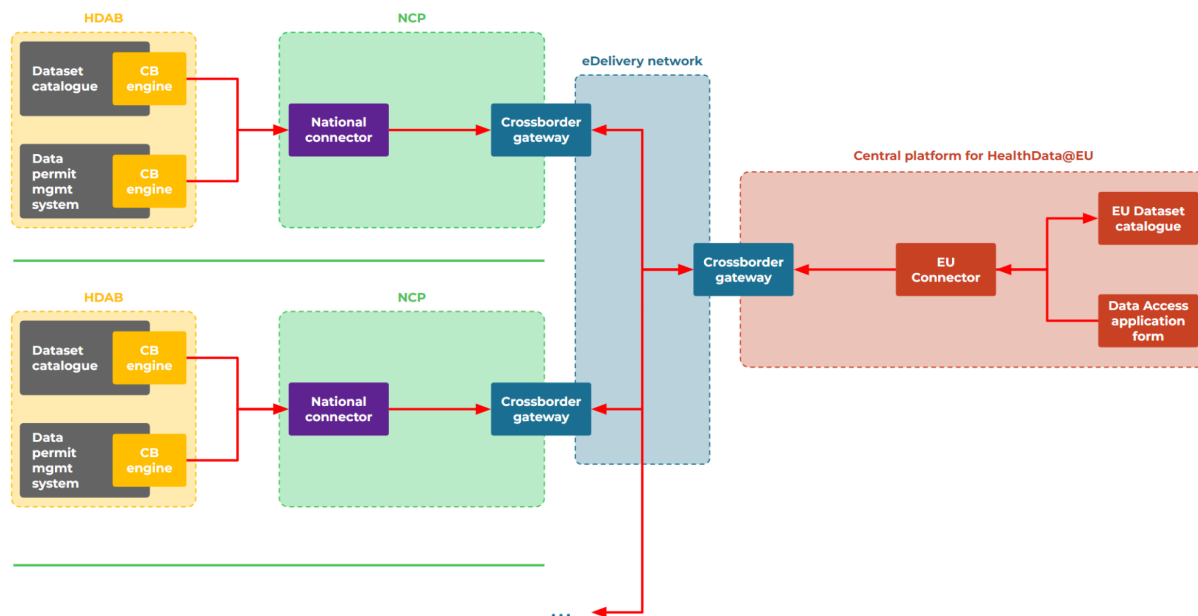 HDAB
NCP
Dataset
catalogue
CB
engine
Data
permit
mgmt
system
CB
engine
National
connector
Crossborder
gateway
eDelivery network
Central platform for HealthData@EU
EU Dataset
catalogue
Crossborder
gateway
EU
Connector
Data Access
application
form
HDAB
NCP
Dataset
catalogue
CB
engine
Data
permit
mgmt
system
CB
engine
National
connector
Crossborder
gateway
...